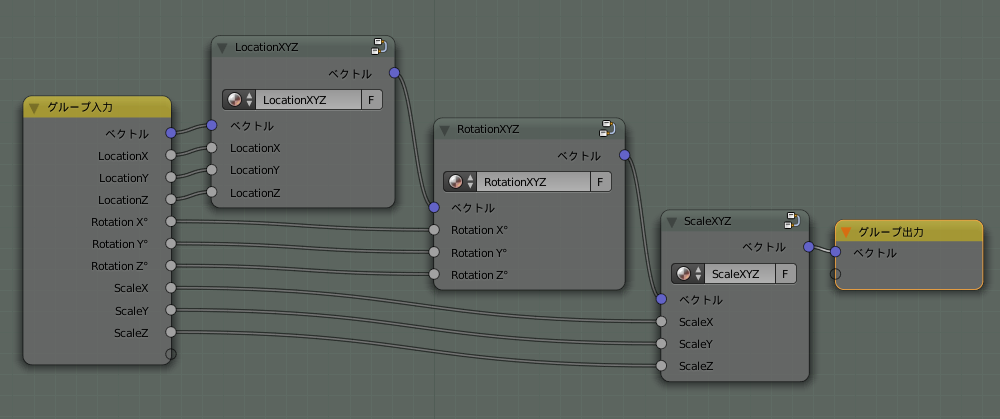 グループ入力
ベクトル
LocationX
LocationY
LocationZ
Rotation X°
Rotation Y°
Rotation Z°
ScaleX
ScaleY
ScaleZ
LocationXYZ
ベクトル
LocationXYZ F
ベクトル
LocationX
LocationY
LocationZ
RotationXYZ
ベクトル
RotationXYZ F
ベクトル
Rotation X°
Rotation Y°
Rotation Z°
ScaleXYZ
ベクトル
ScaleXYZ F
ベクトル
ScaleX
ScaleY
ScaleZ
グループ出力
ベクトル